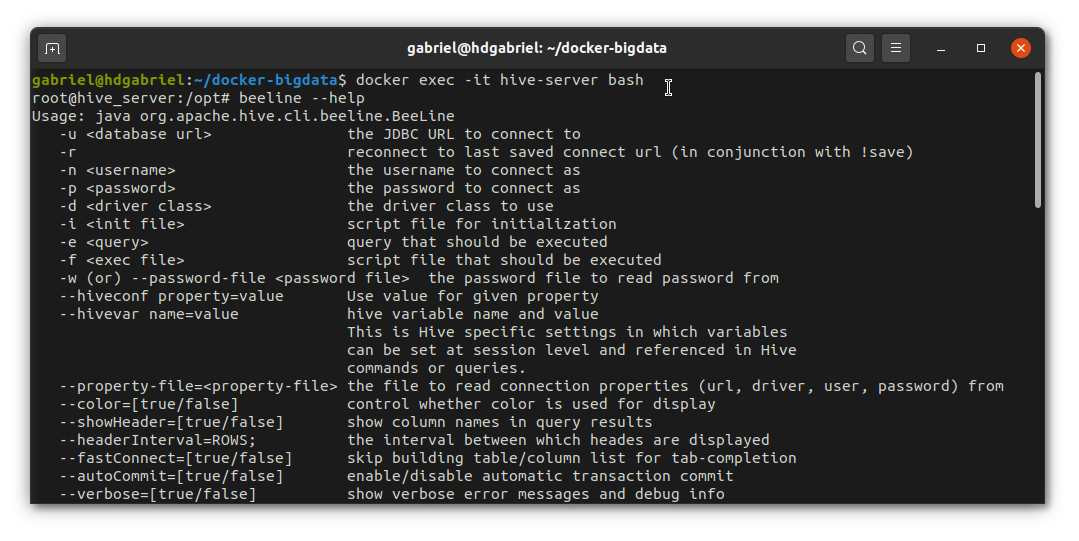 gabriel@hdgabriel: ~/docker-bigdata
gabriel@hdgabriel:~/docker-bigdata$ docker exec -it hive-server bash
root@hive_server:/opt# beeline --help
Usage: java org.apache.hive.cli.beeline.BeeLine
   -u <database url>               the JDBC URL to connect to
   -r                              reconnect to last saved connect url (in conjunction with !save)
   -n <username>                   the username to connect as
   -p <password>                   the password to connect as
   -d <driver class>               the driver class to use
   -i <init file>                  script file for initialization
   -e <query>                      query that should be executed
   -f <exec file>                  script file that should be executed
   -w (or) --password-file <password file>  the password file to read password from
   --hiveconf property=value       Use value for given property
   --hivevar name=value            hive variable name and value
                                   This is Hive specific settings in which variables
                                   can be set at session level and referenced in Hive
                                   commands or queries.
   --property-file=<property-file> the file to read connection properties (url, driver, user, password) from
   --color=[true/false]            control whether color is used for display
   --showHeader=[true/false]       show column names in query results
   --headerInterval=ROWS;          the interval between which heades are displayed
   --fastConnect=[true/false]      skip building table/column list for tab-completion
   --autoCommit=[true/false]       enable/disable automatic transaction commit
   --verbose=[true/false]          show verbose error messages and debug info